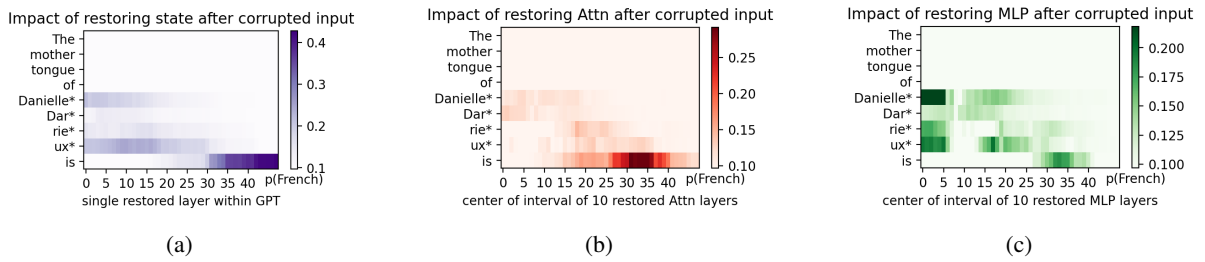 Impact of restoring state after corrupted input
The
mother
tongue
of
Danielle*
Dar*
rie*
ux*
is
0 5 10 15 20 25 30 35 40
single restored layer within GPT
0.4
0.3
0.2
0.1
p(French)
(a)
Impact of restoring Attn after corrupted input
The
mother
tongue
of
Danielle*
Dar*
rie*
ux*
is
0 5 10 15 20 25 30 35 40
center of interval of 10 restored Attn layers
0.25
0.20
0.15
0.10
p(French)
(b)
Impact of restoring MLP after corrupted input
The
mother
tongue
of
Danielle*
Dar*
rie*
ux*
is
0 5 10 15 20 25 30 35 40
center of interval of 10 restored MLP layers
0.200
0.175
0.150
0.125
0.100
p(French)
(c)